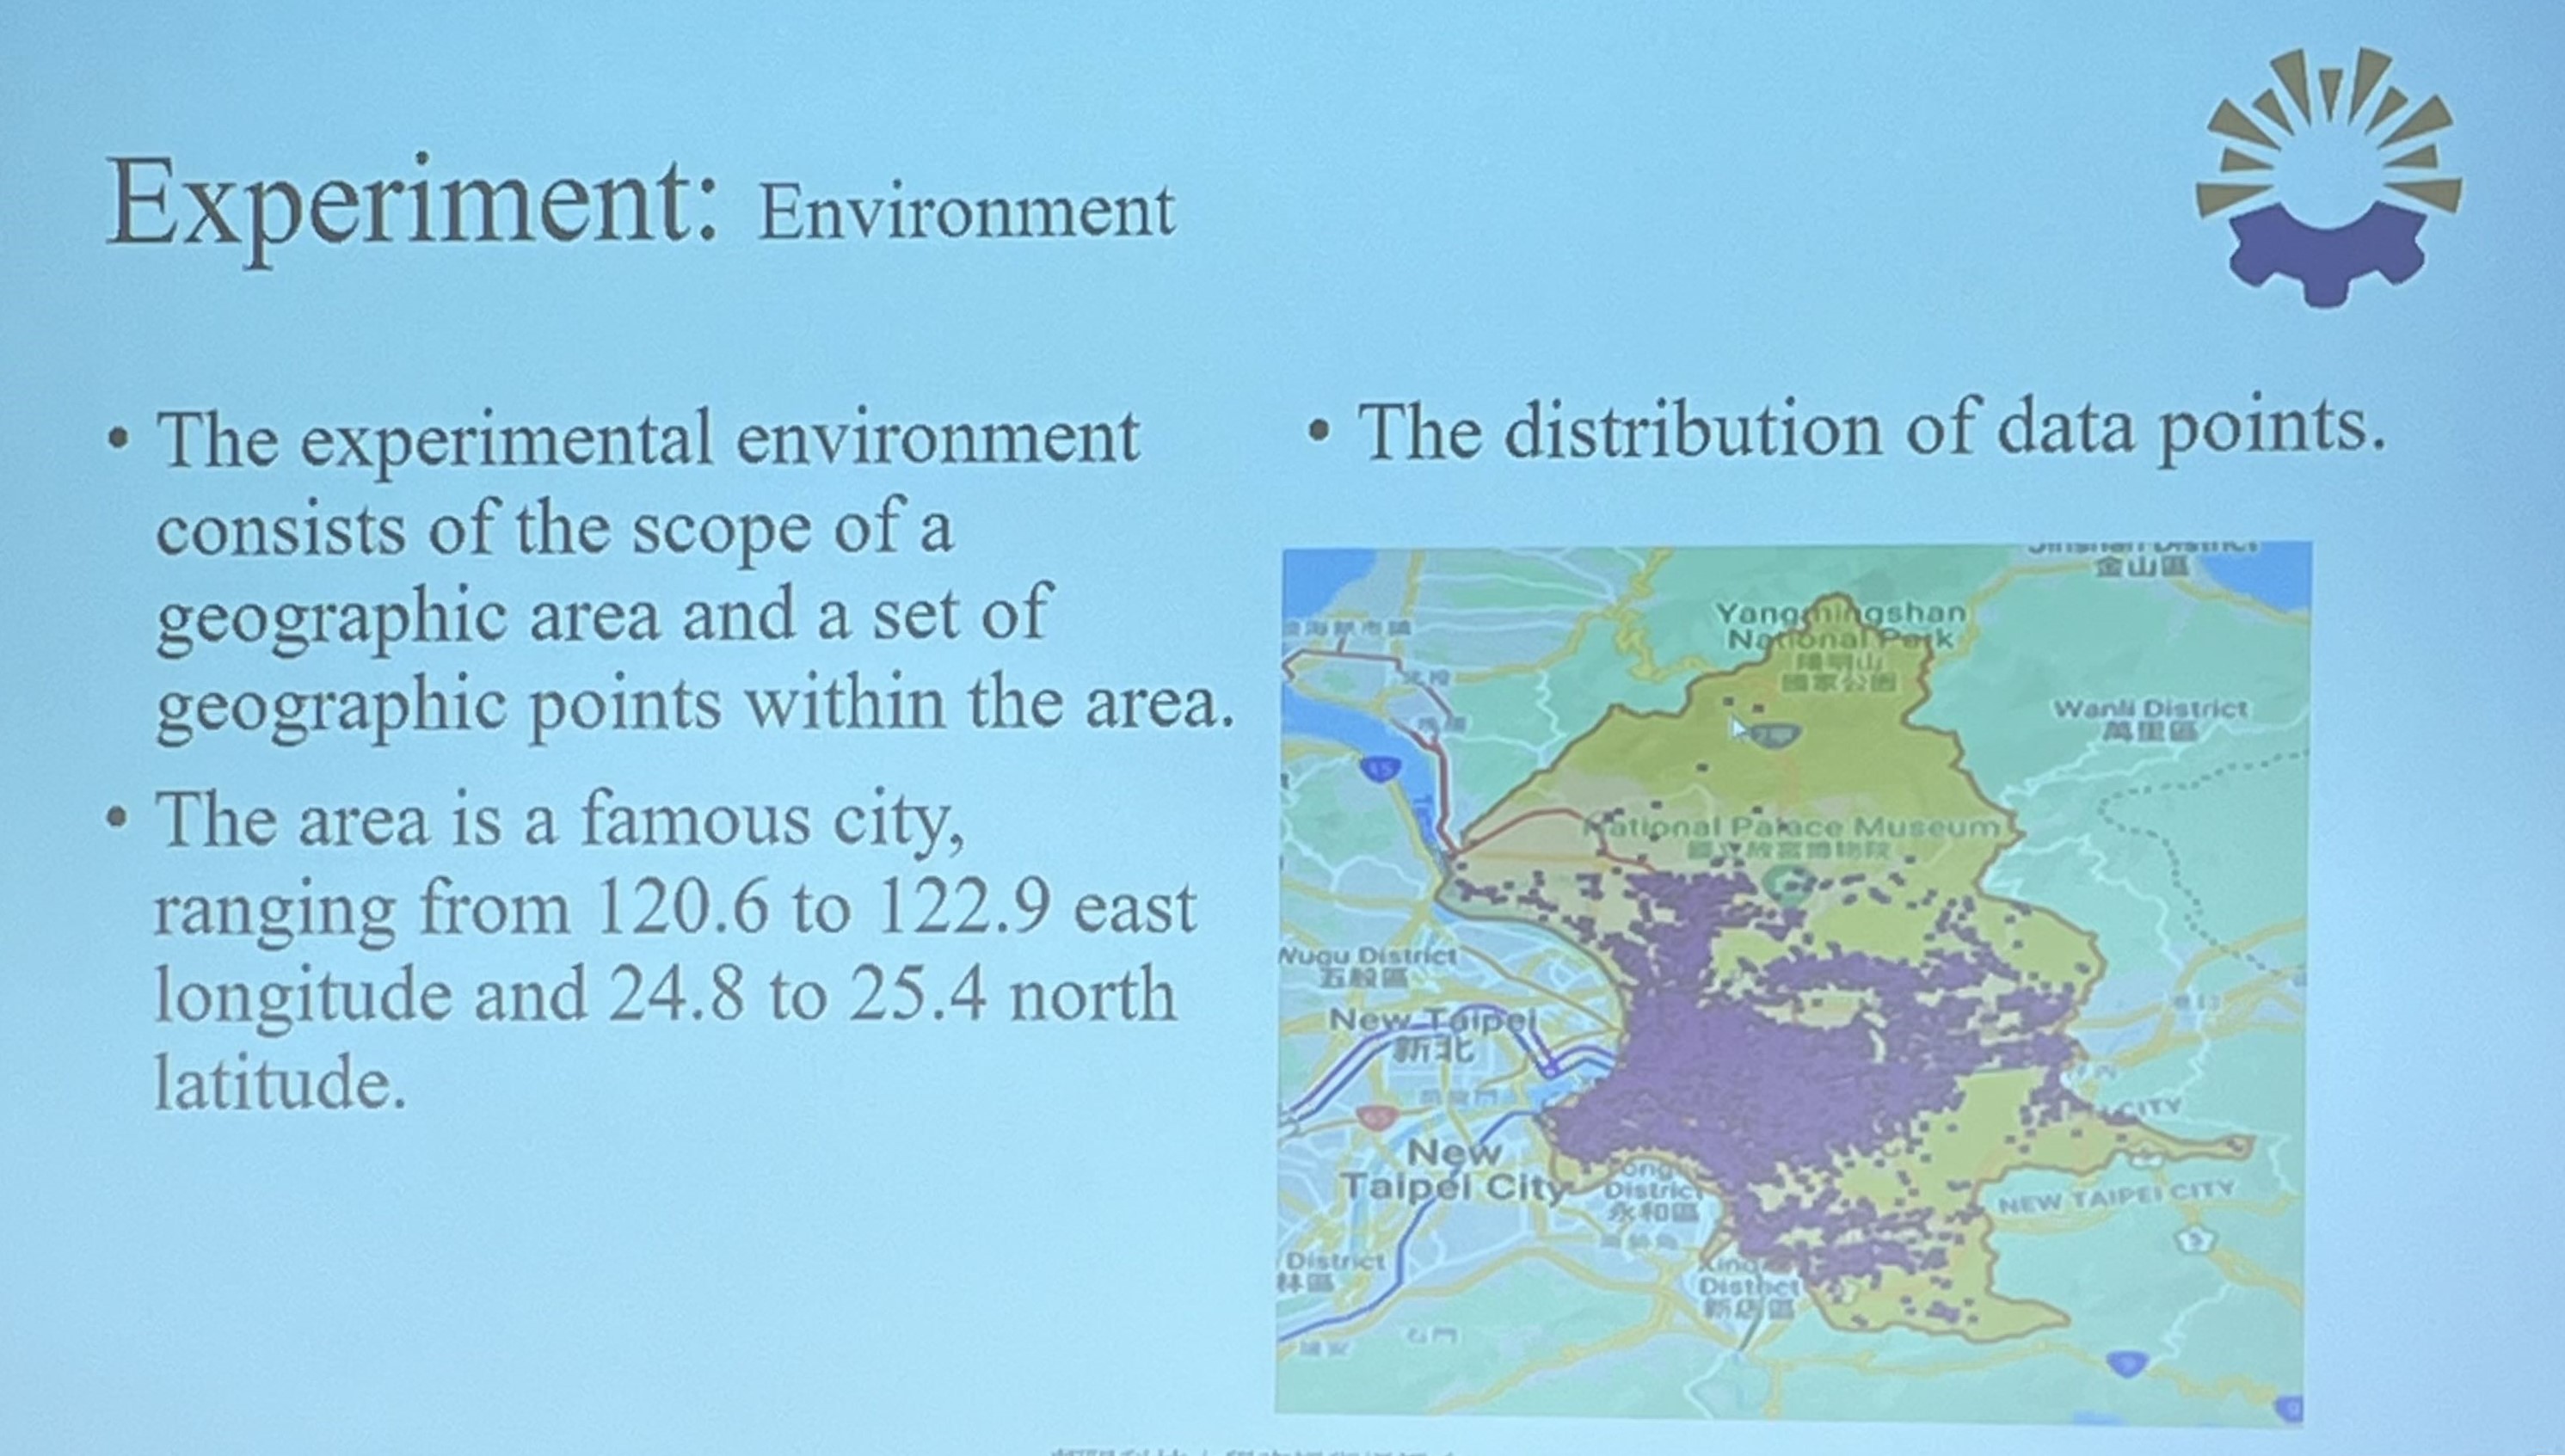 Experiment: Environment
• The experimental environment
consists of the scope of a
geographic area and a set of
geographic points within the area.
• The area is a famous city,
ranging from 120.6 to 122.9 east
longitude and 24.8 to 25.4 north
latitude.
• The distribution of data points.
金山區
Yangmingshan
National Park
陽明山
國家公園
Wanli District
萬里區
15
National Palace Museum
國立故宮博物院
Wugu District
五股區
New Taipei
新北
65
CITY
New
Taipei City
District
永和區
NEW TAIPEI CITY
District
林區
District
新店區
9
9